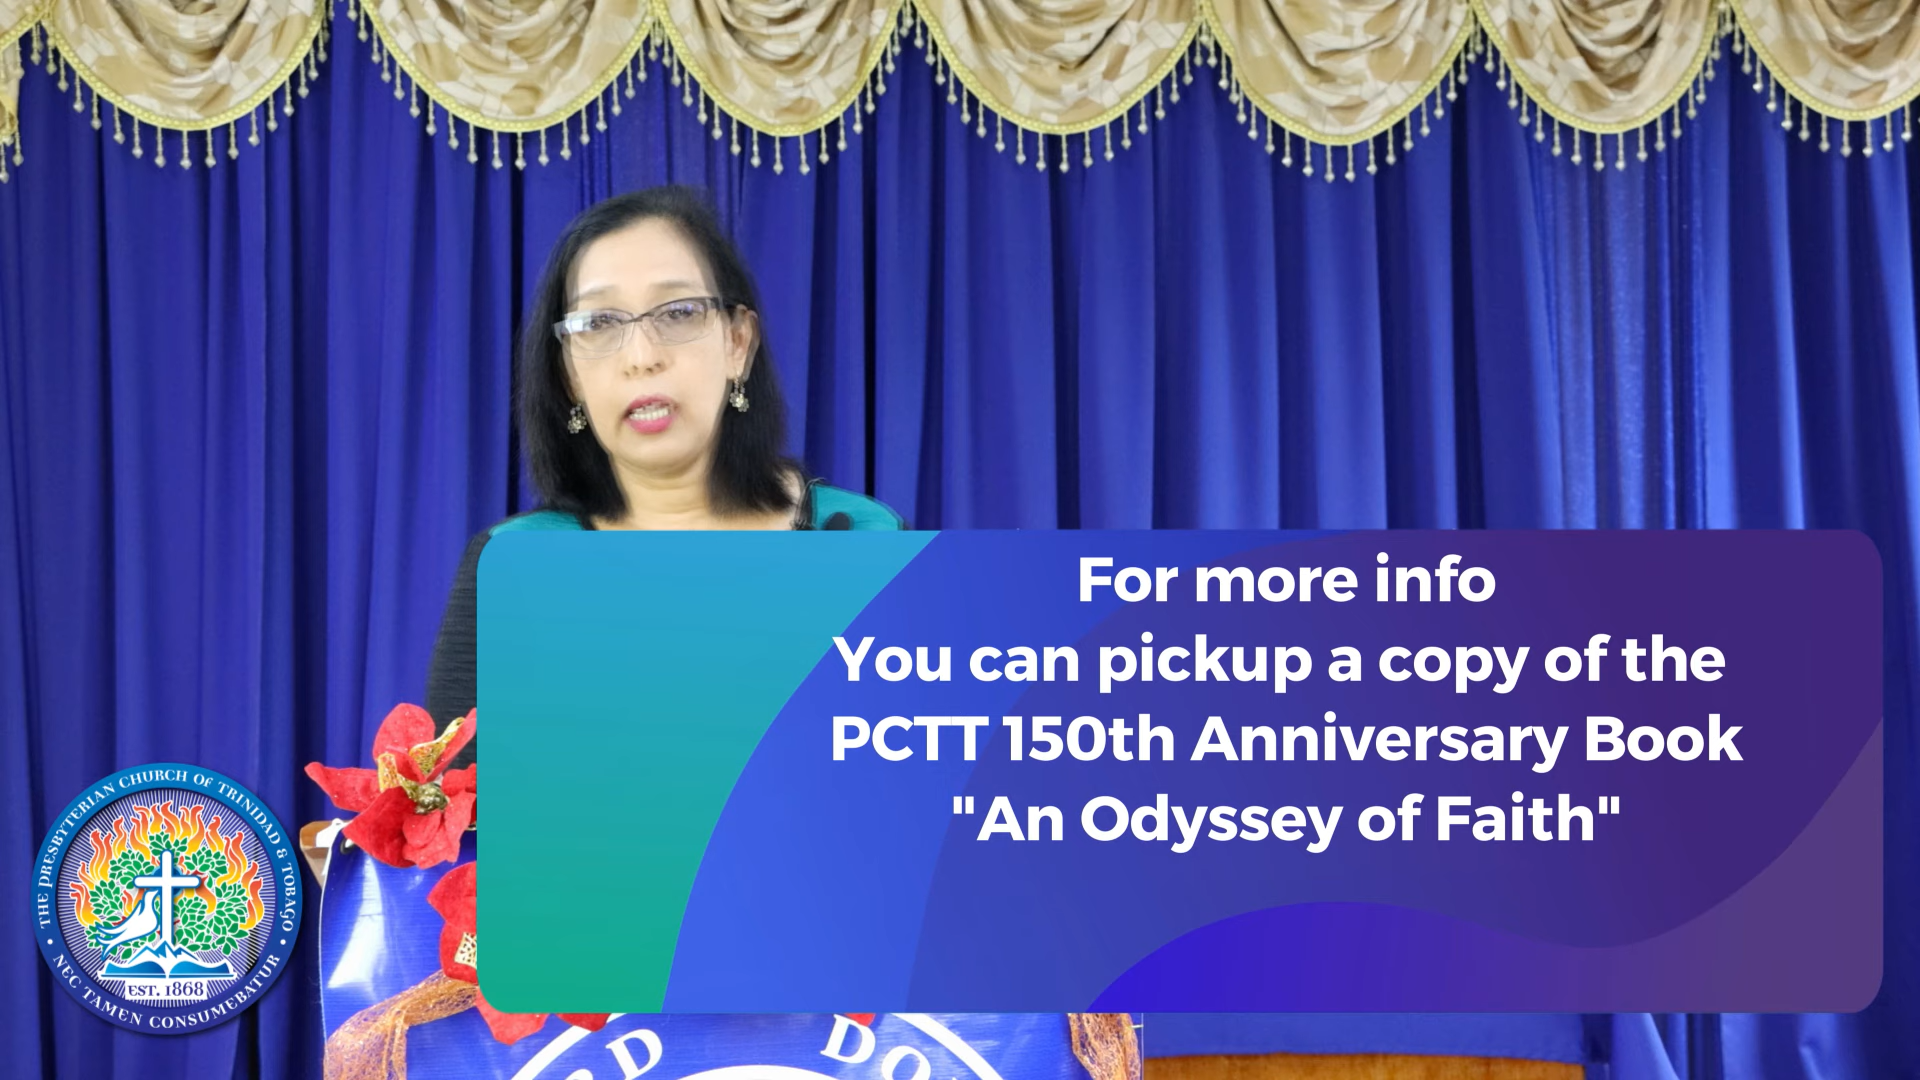 For more info
You can pickup a copy of the
PCTT 150th Anniversary Book
"An Odyssey of Faith"
THE PRESBYTERIAN CHURCH OF TRINIDAD & TOBAGO
EST. 1868
• NEC TAMEN CONSUMEBATUR •